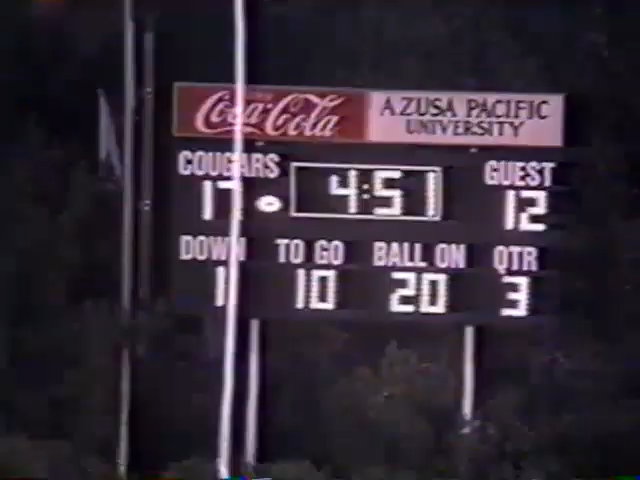 Coca-Cola
AZUSA PACIFIC
UNIVERSITY
COUGARS 4:51 GUEST
17 12
DOWN TO GO BALL ON QTR
1 10 20 3